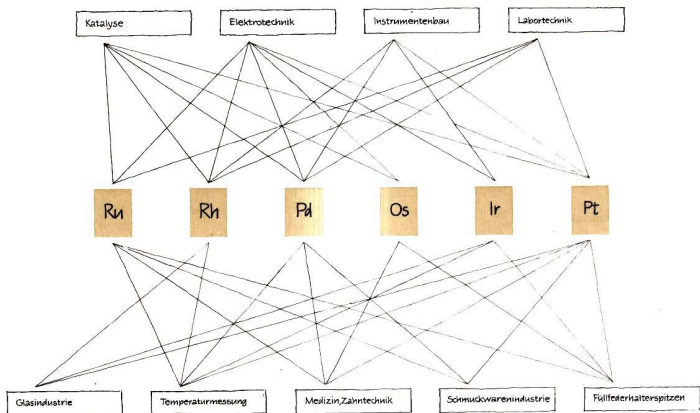 Katalyse
Elektrotechnik
Instrumentenbau
Labortechnik
Ru
Rh
Pd
Os
Ir
Pt
Glasindustrie
Temperaturmessung
Medizin,Zahntechnik
Schmuckwarenindustrie
Füllfederhalterspitzen